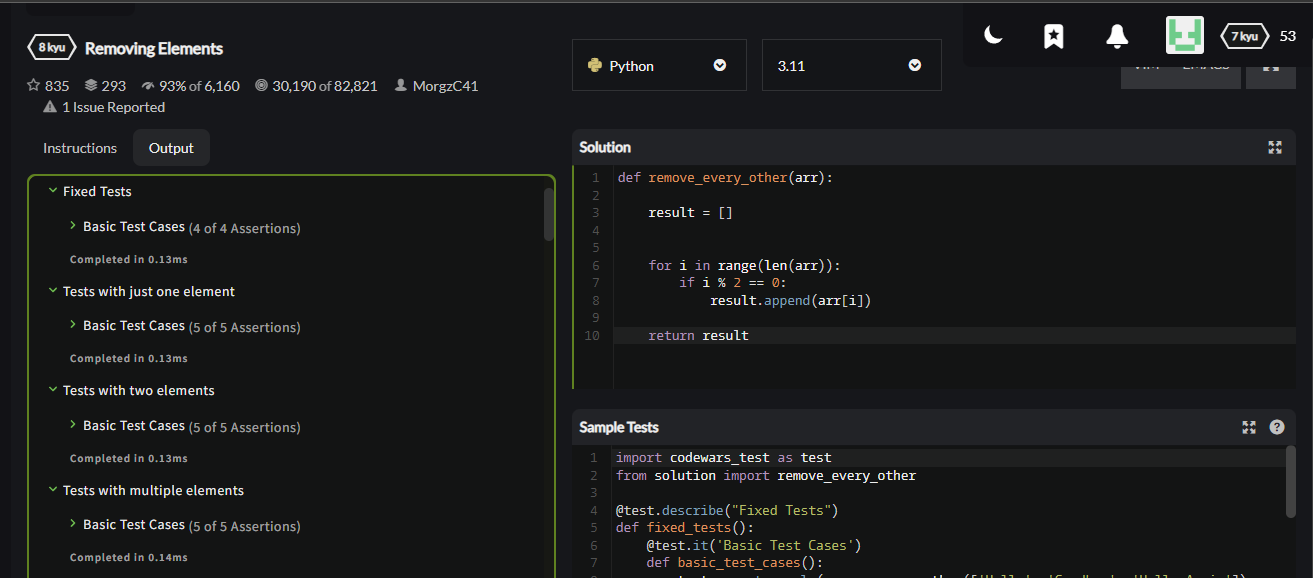 8 kyu Removing Elements
7 kyu 53
Python
3.11
835 293 93% of 6,160 30,190 of 82,821 MorgzC41
1 Issue Reported
Instructions Output
Fixed Tests
Basic Test Cases (4 of 4 Assertions)
Completed in 0.13ms
Tests with just one element
Basic Test Cases (5 of 5 Assertions)
Completed in 0.13ms
Tests with two elements
Basic Test Cases (5 of 5 Assertions)
Completed in 0.13ms
Tests with multiple elements
Basic Test Cases (5 of 5 Assertions)
Completed in 0.14ms
Solution
1 def remove_every_other(arr):
2
3     result = []
4
5
6     for i in range(len(arr)):
7         if i % 2 == 0:
8             result.append(arr[i])
9
10     return result
Sample Tests
1 import codewars_test as test
2 from solution import remove_every_other
3
4 @test.describe("Fixed Tests")
5 def fixed_tests():
6     @test.it('Basic Test Cases')
7     def basic_test_cases():